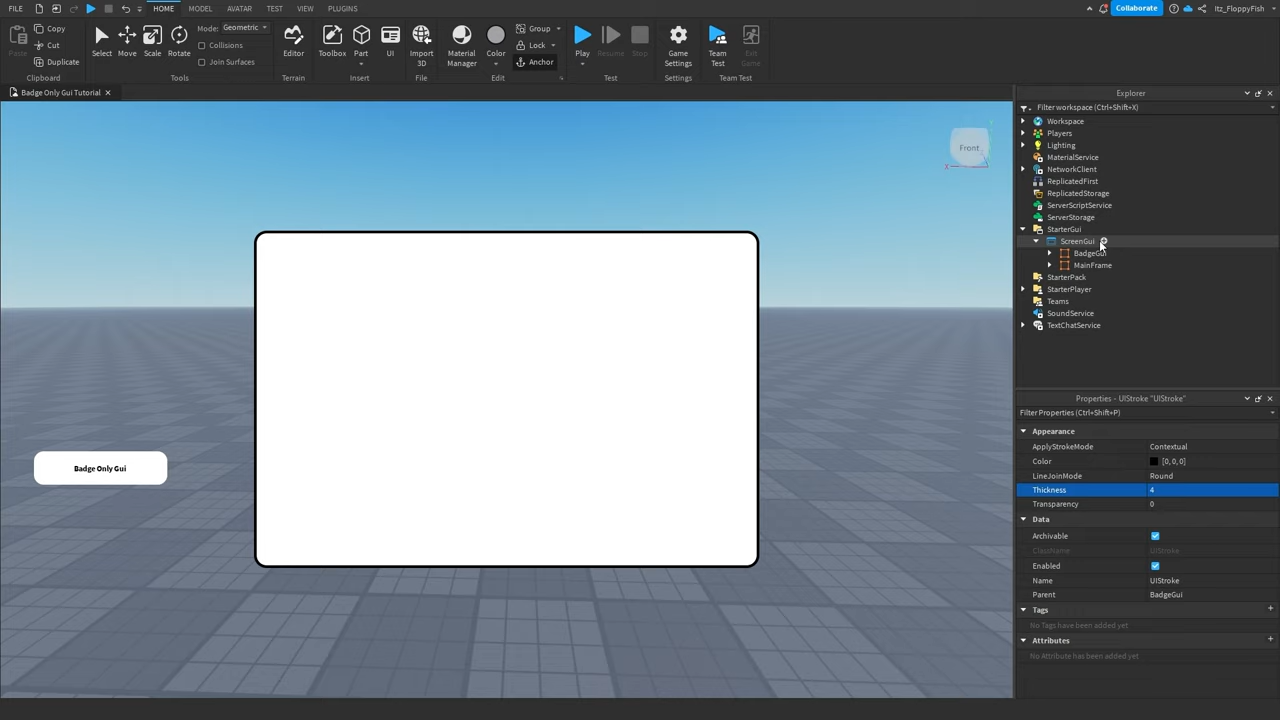 FILE HOME MODEL AVATAR TEST VIEW PLUGINS Collaborate Itz_FloppyFish
Paste Copy Cut Duplicate Clipboard
Select Move Scale Rotate Mode: Geometric Collisions Join Surfaces Tools
Editor Terrain
Toolbox Part UI Insert
Import 3D File
Material Manager Color Group Lock Anchor Edit
Play Resume Stop Test
Game Settings Settings
Team Test Exit Game Team Test
Badge Only Gui Tutorial
Front
X
Badge Only Gui
Explorer
Filter workspace (Ctrl+Shift+X)
Workspace
Players
Lighting
MaterialService
NetworkClient
ReplicatedFirst
ReplicatedStorage
ServerScriptService
ServerStorage
StarterGui
ScreenGui
BadgeGui
MainFrame
StarterPack
StarterPlayer
Teams
SoundService
TextChatService
Properties - UIStroke "UIStroke"
Filter Properties (Ctrl+Shift+P)
Appearance
ApplyStrokeMode Contextual
Color [0, 0, 0]
LineJoinMode Round
Thickness 4
Transparency 0
Data
Archivable
ClassName UIStroke
Enabled
Name UIStroke
Parent BadgeGui
Tags
No Tags have been added yet
Attributes
No Attribute has been added yet